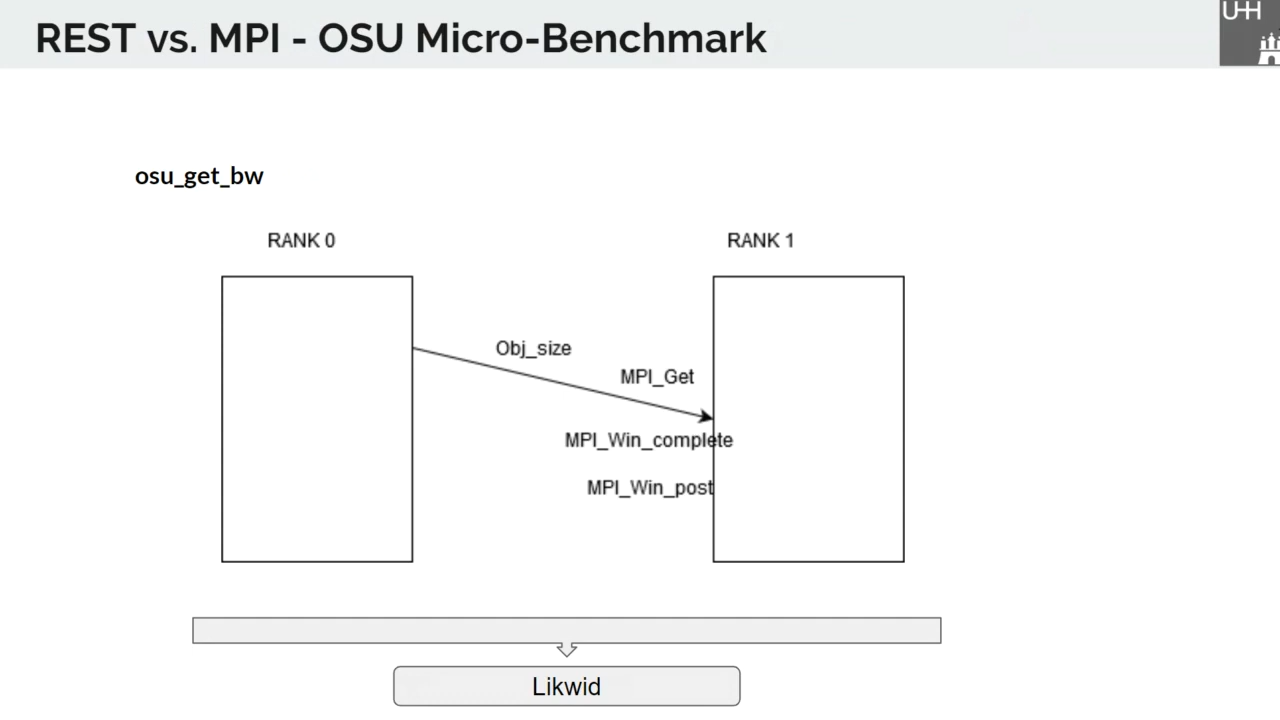 REST vs. MPI - OSU Micro-Benchmark
UHH
osu_get_bw
RANK 0
RANK 1
Obj_size
MPI_Get
MPI_Win_complete
MPI_Win_post
Likwid